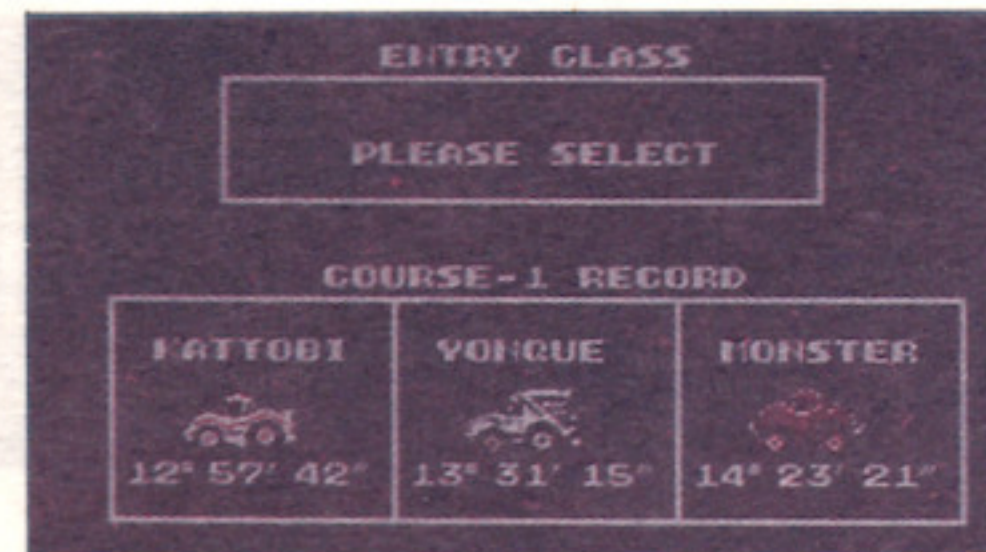 ENTRY CLASS
PLEASE SELECT
COURSE-1 RECORD
KATTOBI YONQUE MONSTER
12" 57' 42" 13" 31' 15" 14" 23' 21"